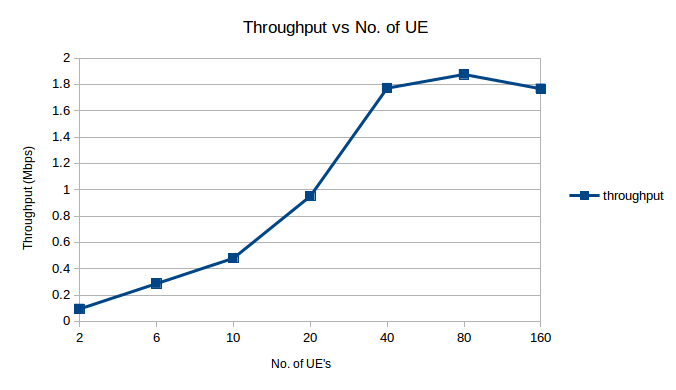 Throughput vs No. of UE
2
1.8
1.6
1.4
1.2
1
0.8
0.6
0.4
0.2
0
Throughput (Mbps)
2 6 10 20 40 80 160
No. of UE's
throughput